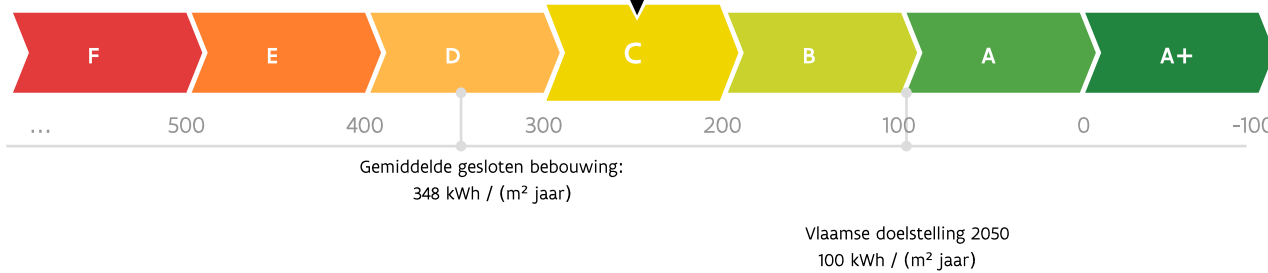 F E D C B A A+
... 500 400 300 200 100 0 -100
Gemiddelde gesloten bebouwing:
348 kWh / (m² jaar)
Vlaamse doelstelling 2050
100 kWh / (m² jaar)